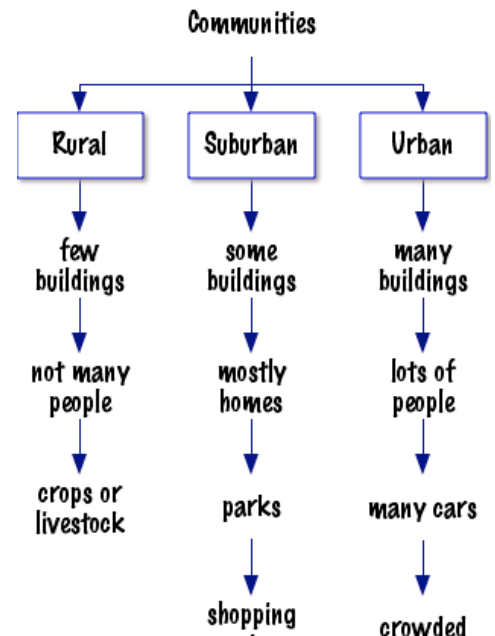 Communities
Rural
Suburban
Urban
few
buildings
some
buildings
many
buildings
not many
people
mostly
homes
lots of
people
crops or
livestock
parks
many cars
shopping
crowded